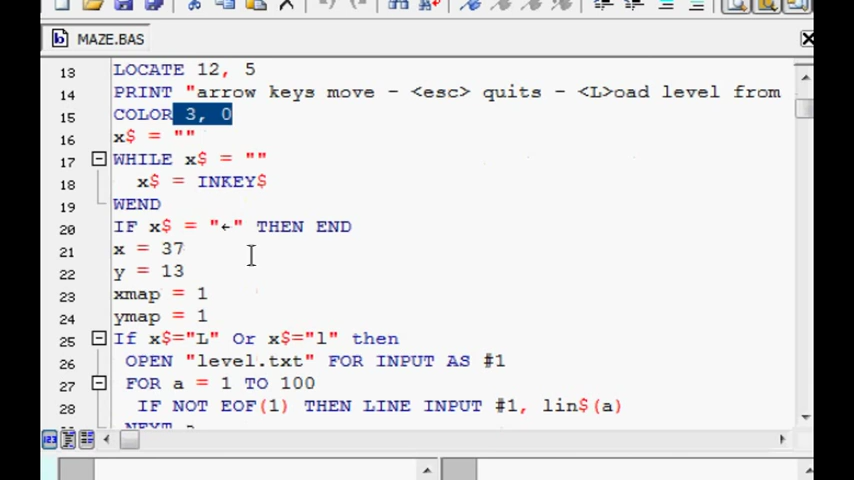 MAZE.BAS
13 LOCATE 12, 5
14 PRINT "arrow keys move - <esc> quits - <L>oad level from
15 COLOR 3, 0
16 x$ = ""
17 WHILE x$ = ""
18 x$ = INKEY$
19 WEND
20 IF x$ = "←" THEN END
21 x = 37
22 y = 13
23 xmap = 1
24 ymap = 1
25 If x$="L" Or x$="l" then
26 OPEN "level.txt" FOR INPUT AS #1
27 FOR a = 1 TO 100
28 IF NOT EOF(1) THEN LINE INPUT #1, lin$(a)
NEXT a